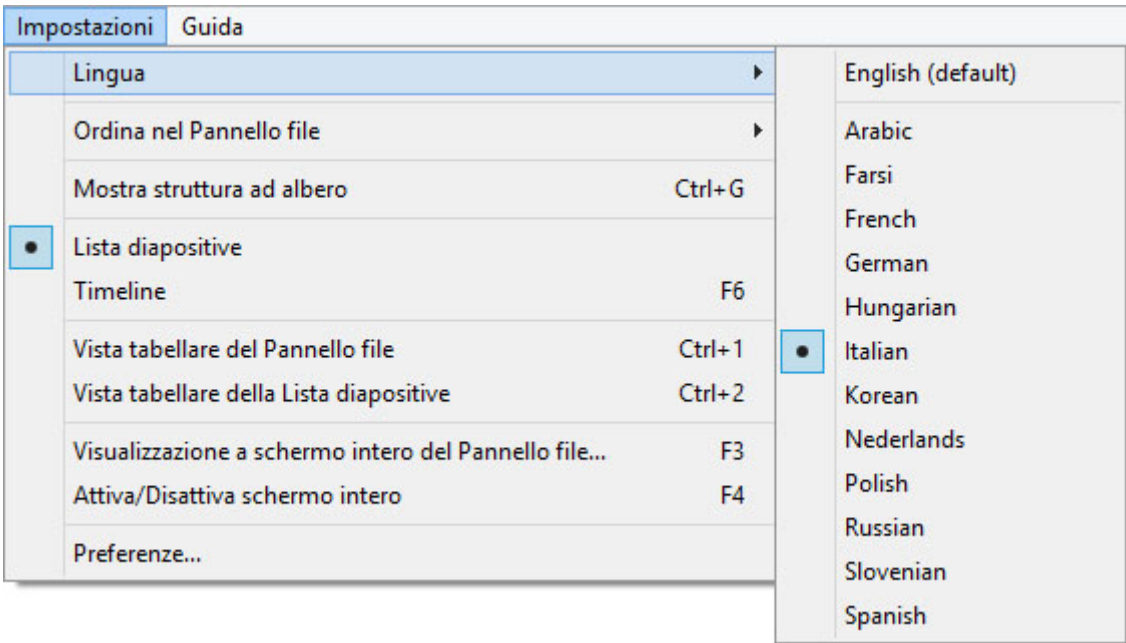 Impostazioni Guida
Lingua
Ordina nel Pannello file
Mostra struttura ad albero Ctrl+G
Lista diapositive
Timeline F6
Vista tabellare del Pannello file Ctrl+1
Vista tabellare della Lista diapositive Ctrl+2
Visualizzazione a schermo intero del Pannello file... F3
Attiva/Disattiva schermo intero F4
Preferenze...
English (default)
Arabic
Farsi
French
German
Hungarian
Italian
Korean
Nederlands
Polish
Russian
Slovenian
Spanish